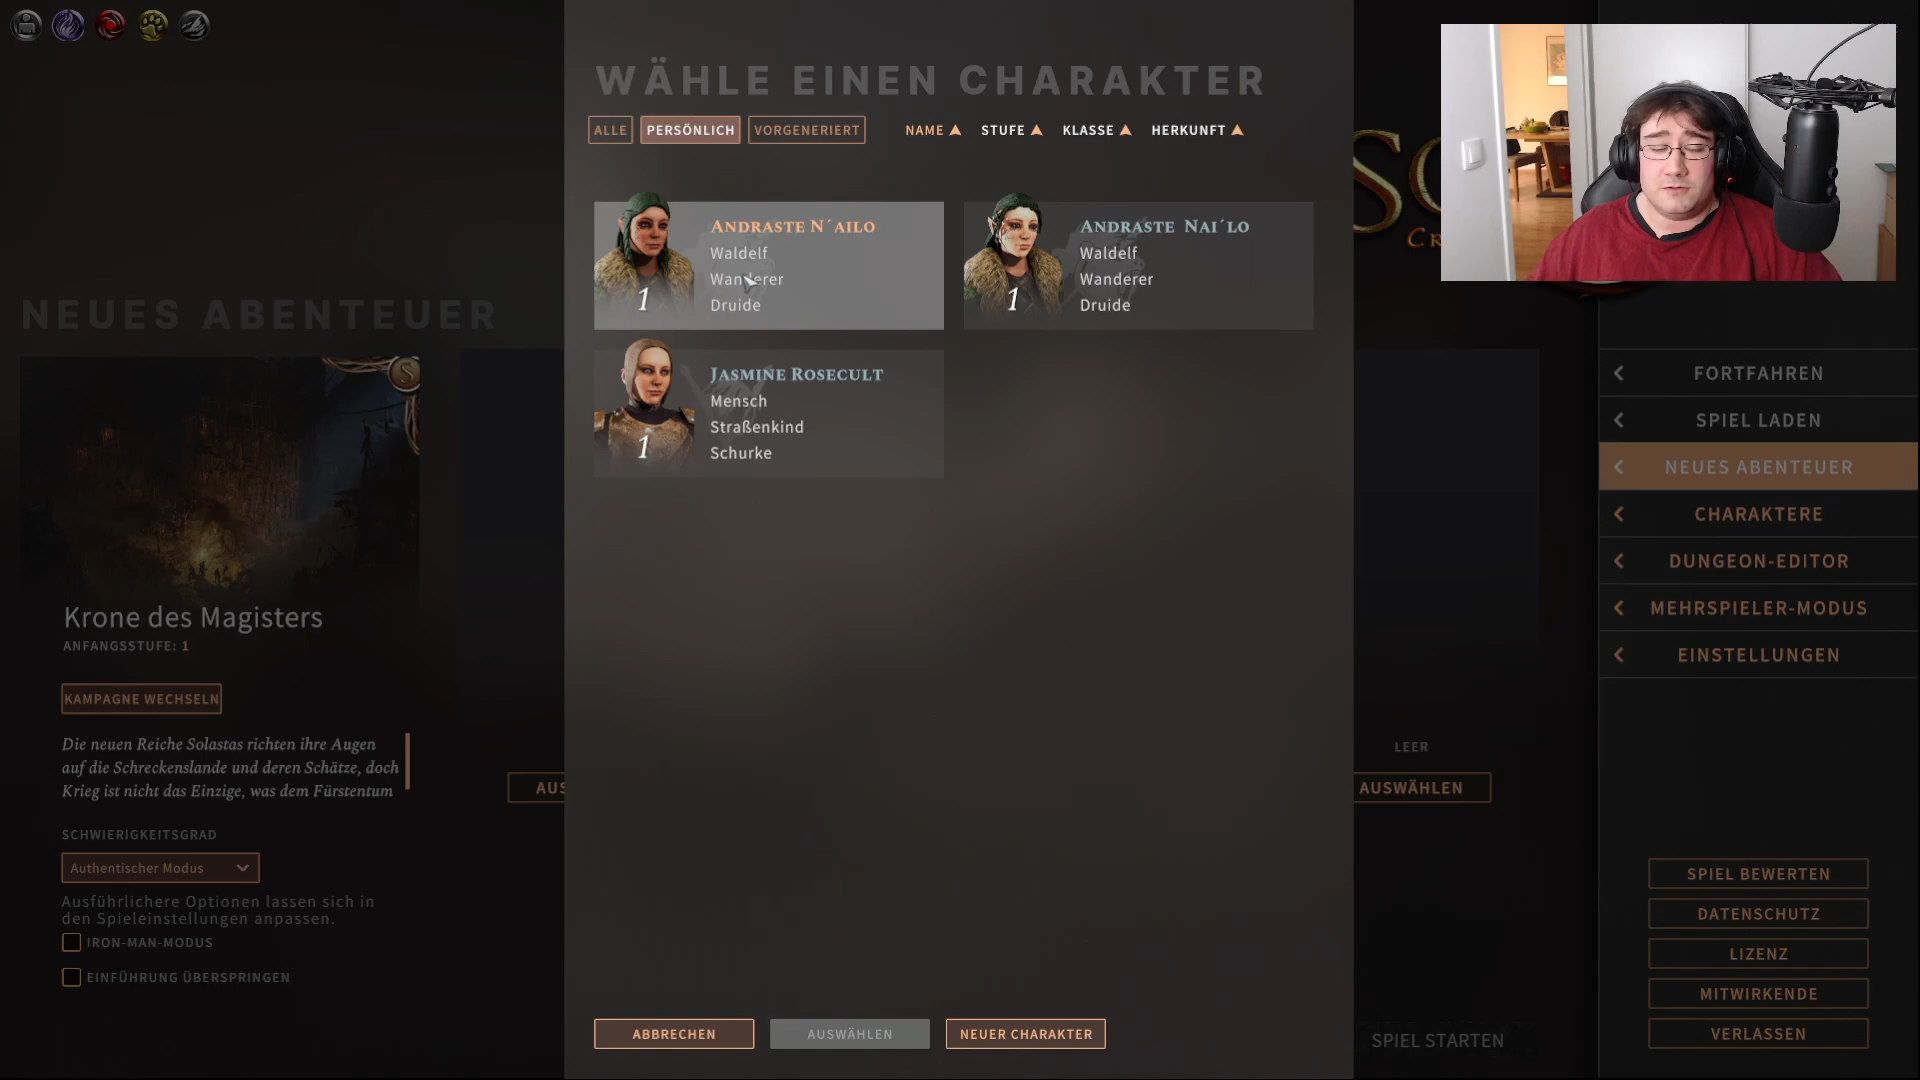 WÄHLE EINEN CHARAKTER
ALLE
PERSÖNLICH
VORGENERIERT
NAME
STUFE
KLASSE
HERKUNFT
ANDRASTE N´AILO
Waldelf
Wanderer
Druide
1
ANDRASTE NAI´LO
Waldelf
Wanderer
Druide
1
JASMINE ROSECULT
Mensch
Straßenkind
Schurke
1
NEUES ABENTEUER
S
Krone des Magisters
ANFANGSSTUFE: 1
KAMPAGNE WECHSELN
Die neuen Reiche Solastas richten ihre Augen
auf die Schreckenslande und deren Schätze, doch
Krieg ist nicht das Einzige, was dem Fürstentum
SCHWIERIGKEITSGRAD
Authentischer Modus
Ausführlichere Optionen lassen sich in
den Spieleinstellungen anpassen.
IRON-MAN-MODUS
EINFÜHRUNG ÜBERSPRINGEN
AUS
LEER
AUSWÄHLEN
ABBRECHEN
AUSWÄHLEN
NEUER CHARAKTER
SPIEL STARTEN
FORTFAHREN
SPIEL LADEN
NEUES ABENTEUER
CHARAKTERE
DUNGEON-EDITOR
MEHRSPIELER-MODUS
EINSTELLUNGEN
SPIEL BEWERTEN
DATENSCHUTZ
LIZENZ
MITWIRKENDE
VERLASSEN